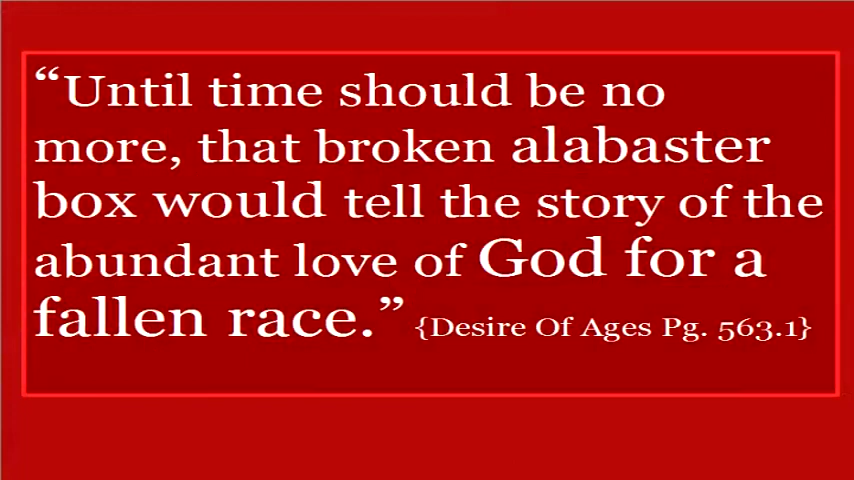 “Until time should be no
more, that broken alabaster
box would tell the story of the
abundant love of God for a
fallen race.” {Desire Of Ages Pg. 563.1}